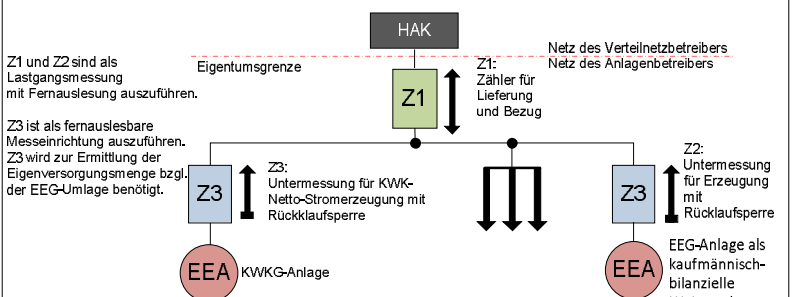 HAK
Netz des Verteilnetzbetreibers
Eigentumsgrenze
Netz des Anlagenbetreibers
Z1 und Z2 sind als
Lastgangsmessung
mit Fernauslesung auszuführen.
Z1
Z1:
Zähler für
Lieferung
und Bezug
Z3 ist als fernauslesbare
Messeinrichtung auszuführen.
Z3 wird zur Ermittlung der
Eigenversorgungsmenge bzgl.
der EEG-Umlage benötigt.
Z3
Z3:
Untermessung für KWK-
Netto-Stromerzeugung mit
Rückklaufsperre
Z3
Z2:
Untermessung
für Erzeugung
mit
Rücklaufsperre
EEA
KWKG-Anlage
EEA
EEG-Anlage als
kaufmännisch-
bilanzielle